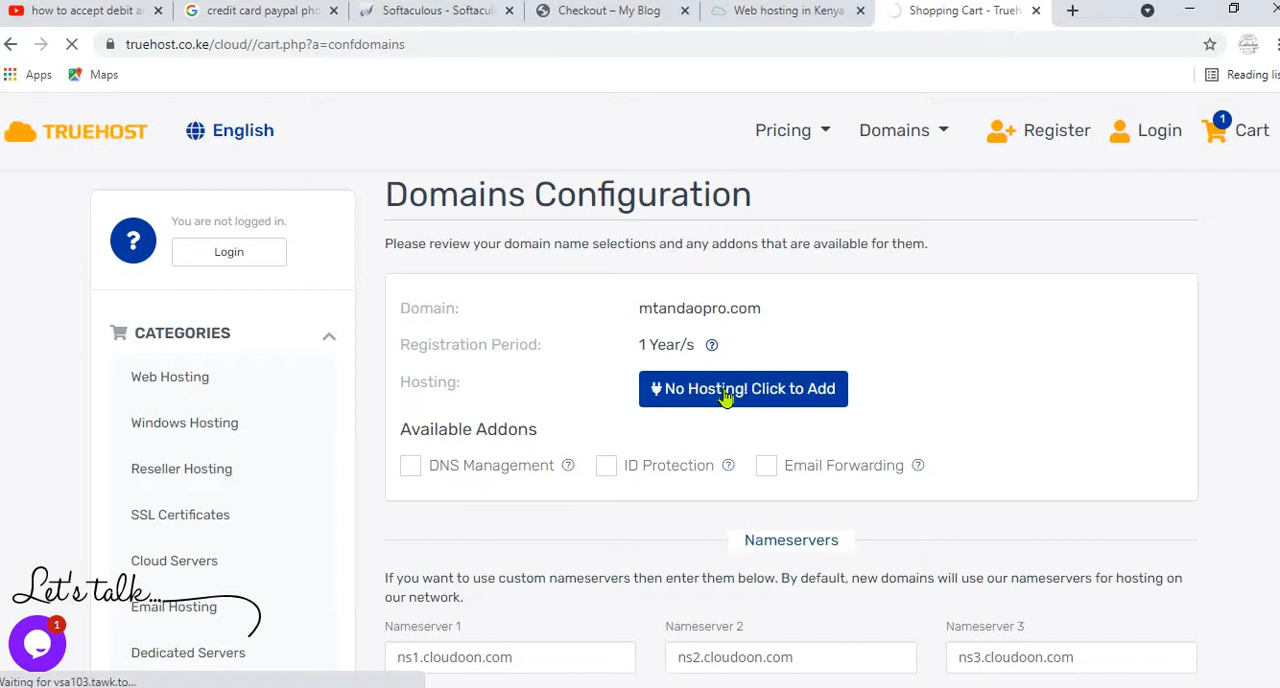 how to accept debit a
credit card paypal pho
Softaculous - Softacul
Checkout – My Blog
Web hosting in Kenya
Shopping Cart - Trueh
truehost.co.ke/cloud//cart.php?a=confdomains
Apps
Maps
Reading lis
TRUEHOST
English
Pricing
Domains
Register
Login
1
Cart
Domains Configuration
Please review your domain name selections and any addons that are available for them.
?
You are not logged in.
Login
CATEGORIES
Web Hosting
Windows Hosting
Reseller Hosting
SSL Certificates
Cloud Servers
Email Hosting
Dedicated Servers
Domain: mtandaopro.com
Registration Period: 1 Year/s ?
Hosting: No Hosting! Click to Add
Available Addons
DNS Management ? ID Protection ? Email Forwarding ?
Nameservers
If you want to use custom nameservers then enter them below. By default, new domains will use our nameservers for hosting on
our network.
Nameserver 1 Nameserver 2 Nameserver 3
ns1.cloudoon.com ns2.cloudoon.com ns3.cloudoon.com
Let's talk...
1
Waiting for vsa103.tawk.to...